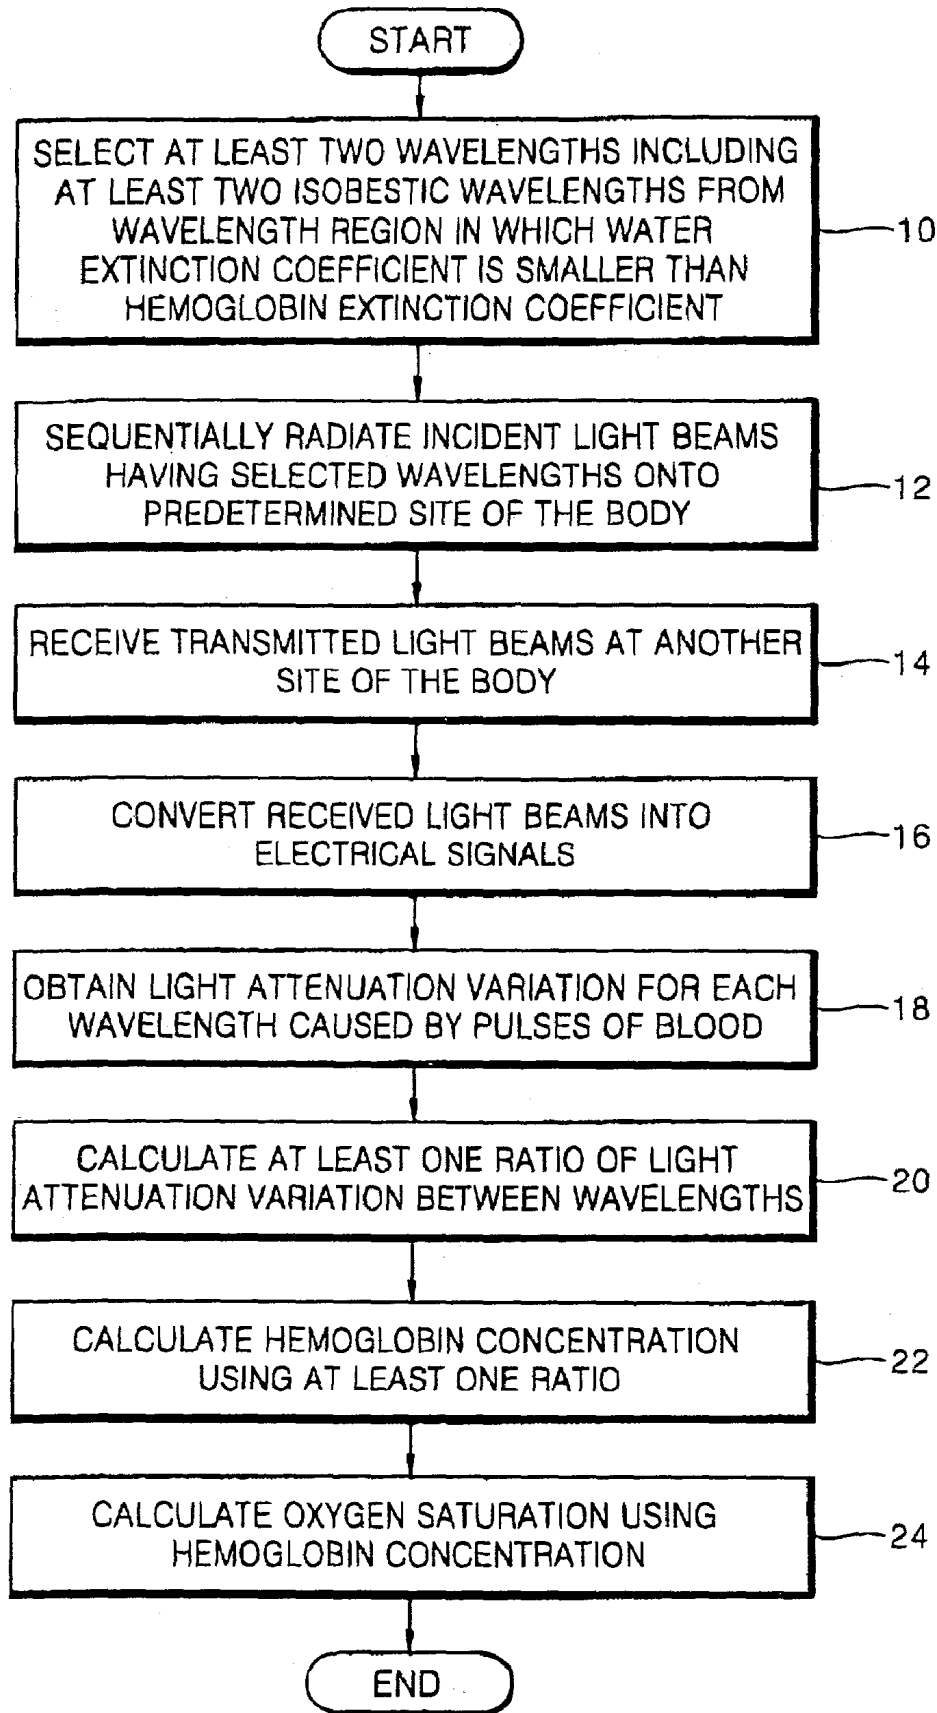 START
SELECT AT LEAST TWO WAVELENGTHS INCLUDING
AT LEAST TWO ISOBESTIC WAVELENGTHS FROM
WAVELENGTH REGION IN WHICH WATER
EXTINCTION COEFFICIENT IS SMALLER THAN
HEMOGLOBIN EXTINCTION COEFFICIENT
10
SEQUENTIALLY RADIATE INCIDENT LIGHT BEAMS
HAVING SELECTED WAVELENGTHS ONTO
PREDETERMINED SITE OF THE BODY
12
RECEIVE TRANSMITTED LIGHT BEAMS AT ANOTHER
SITE OF THE BODY
14
CONVERT RECEIVED LIGHT BEAMS INTO
ELECTRICAL SIGNALS
16
OBTAIN LIGHT ATTENUATION VARIATION FOR EACH
WAVELENGTH CAUSED BY PULSES OF BLOOD
18
CALCULATE AT LEAST ONE RATIO OF LIGHT
ATTENUATION VARIATION BETWEEN WAVELENGTHS
20
CALCULATE HEMOGLOBIN CONCENTRATION
USING AT LEAST ONE RATIO
22
CALCULATE OXYGEN SATURATION USING
HEMOGLOBIN CONCENTRATION
24
END